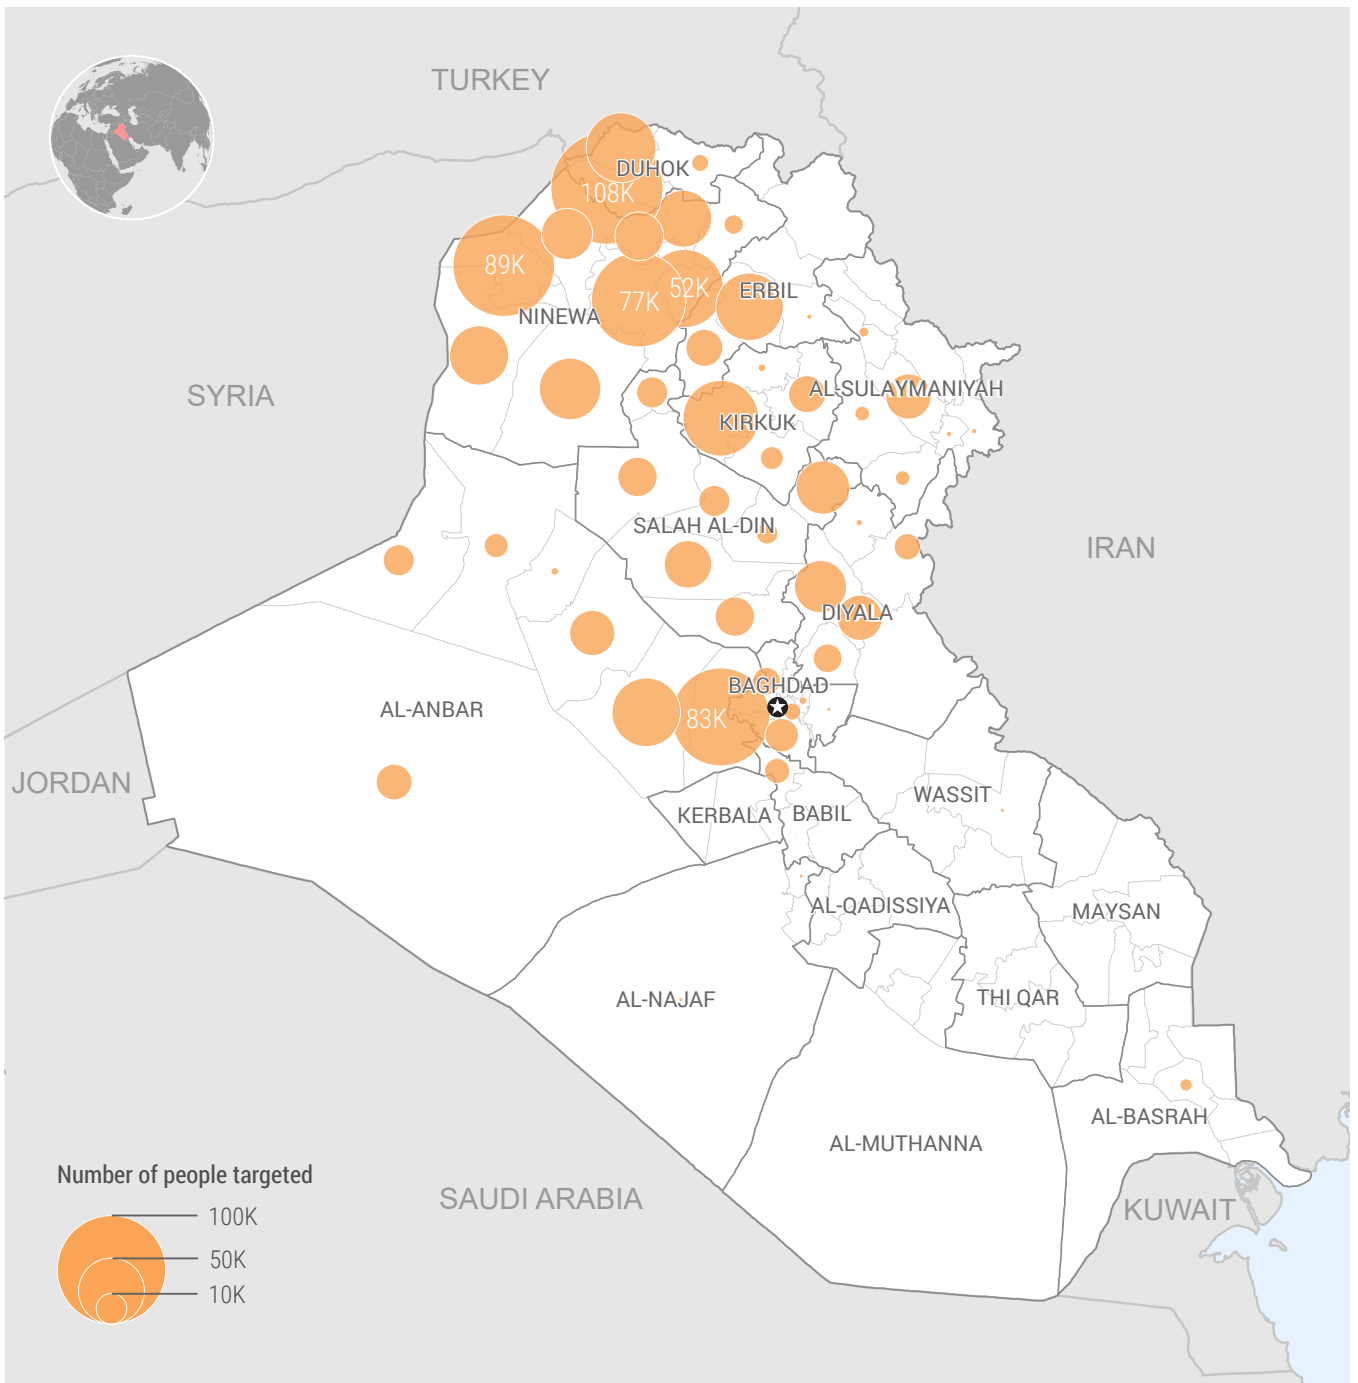 TURKEY
DUHOK
108K
89K
52K
77K
ERBIL
NINEWA
SYRIA
AL-SULAYMANIYAH
KIRKUK
SALAH AL-DIN
IRAN
DIYALA
BAGHDAD
AL-ANBAR
83K
JORDAN
WASSIT
KERBALA
BABIL
AL-QADISSIYA
MAYSAN
AL-NAJAF
THI QAR
AL-BASRAH
AL-MUTHANNA
SAUDI ARABIA
KUWAIT
Number of people targeted
100K
50K
10K